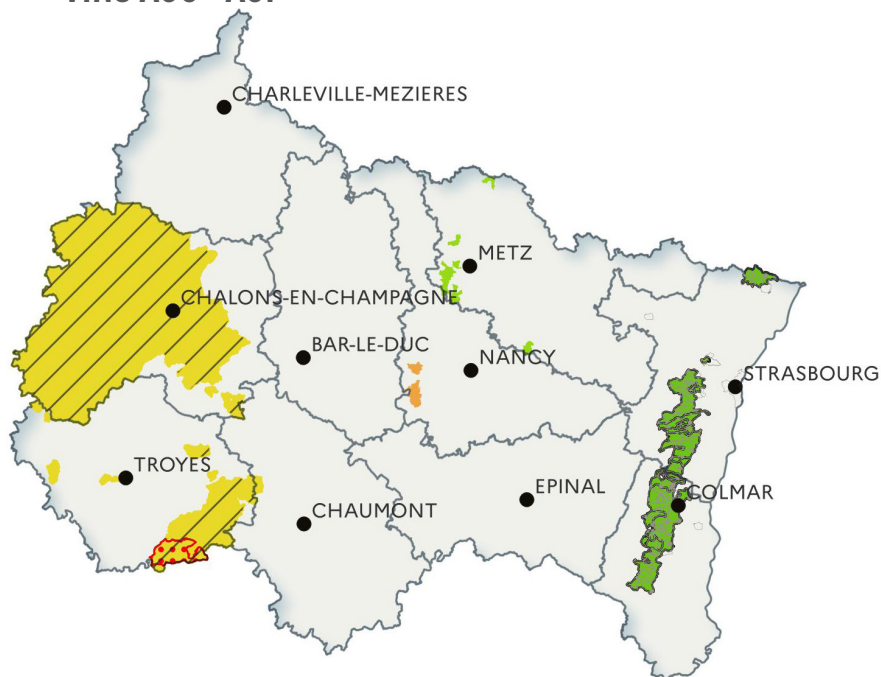 CHARLEVILLE-MEZIERES
METZ
CHALONS-EN-CHAMPAGNE
BAR-LE-DUC
NANCY
STRASBOURG
TROYES
EPINAL
COLMAR
CHAUMONT